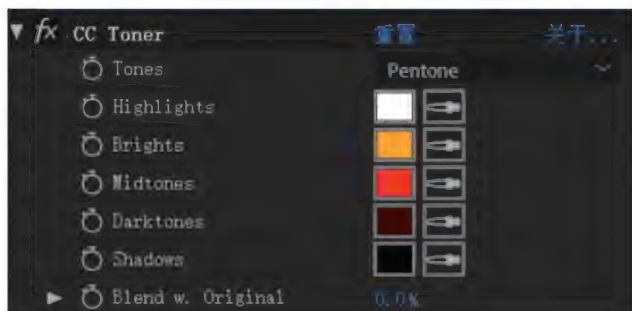 fx CC Toner 重置 关于...
Tones Pentone
Highlights
Brights
Midtones
Darktones
Shadows
Blend w. Original 0.0%